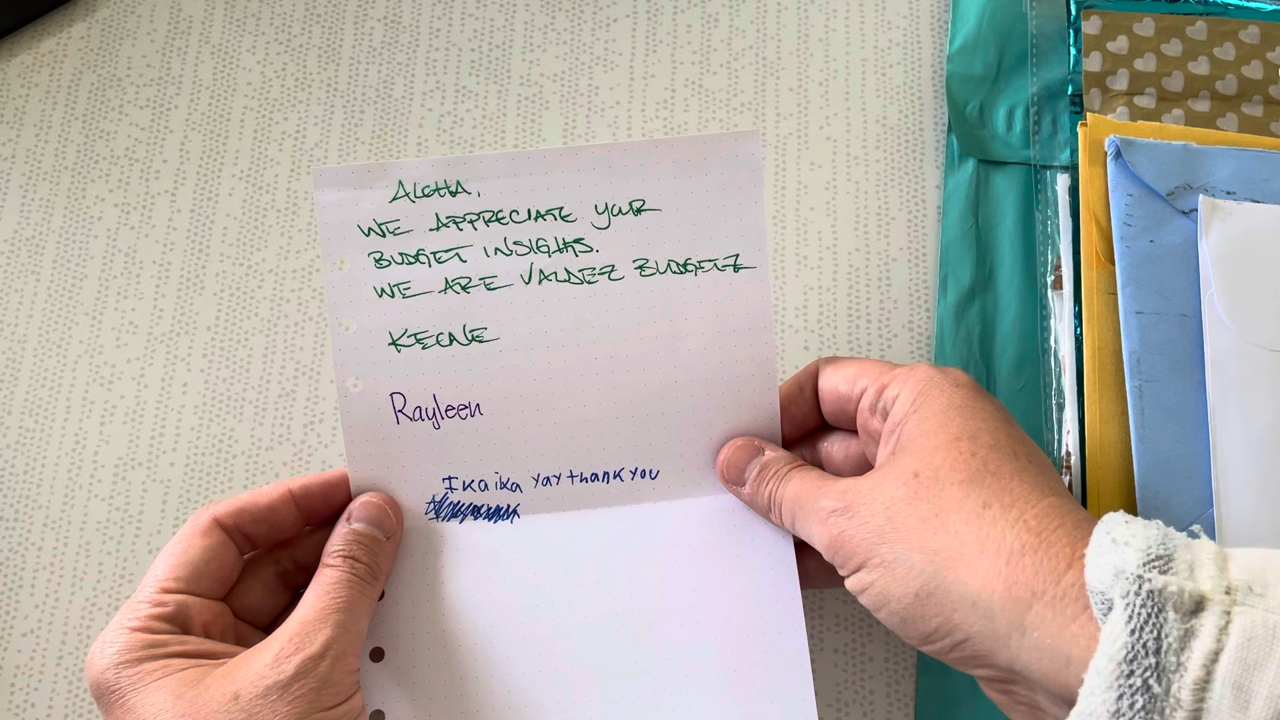 ALOHA,
WE APPRECIATE YOUR
BUDGET INSIGHTS.
WE ARE VALDEZ BUDGETZ
KEONE
Rayleen
Ikaika yay thank you